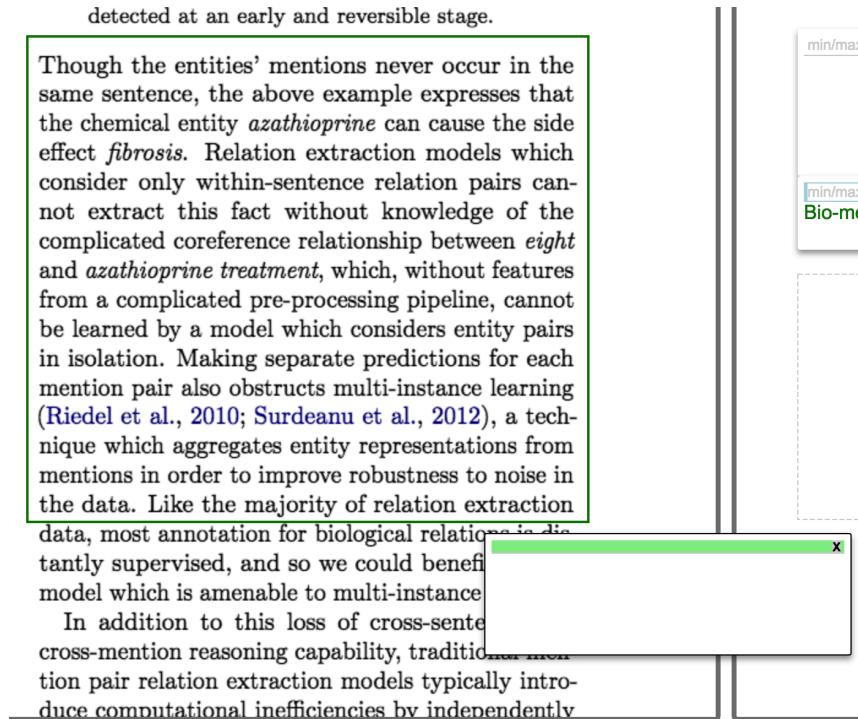 detected at an early and reversible stage.
Though the entities’ mentions never occur in the
same sentence, the above example expresses that
the chemical entity azathioprine can cause the side
effect fibrosis. Relation extraction models which
consider only within-sentence relation pairs can-
not extract this fact without knowledge of the
complicated coreference relationship between eight
and azathioprine treatment, which, without features
from a complicated pre-processing pipeline, cannot
be learned by a model which considers entity pairs
in isolation. Making separate predictions for each
mention pair also obstructs multi-instance learning
(Riedel et al., 2010; Surdeanu et al., 2012), a tech-
nique which aggregates entity representations from
mentions in order to improve robustness to noise in
the data. Like the majority of relation extraction
data, most annotation for biological relations is dis-
tantly supervised, and so we could benefi
model which is amenable to multi-instance
In addition to this loss of cross-sente
cross-mention reasoning capability, traditional men-
tion pair relation extraction models typically intro-
duce computational inefficiencies by independently
min/max
min/max
Bio-me
x